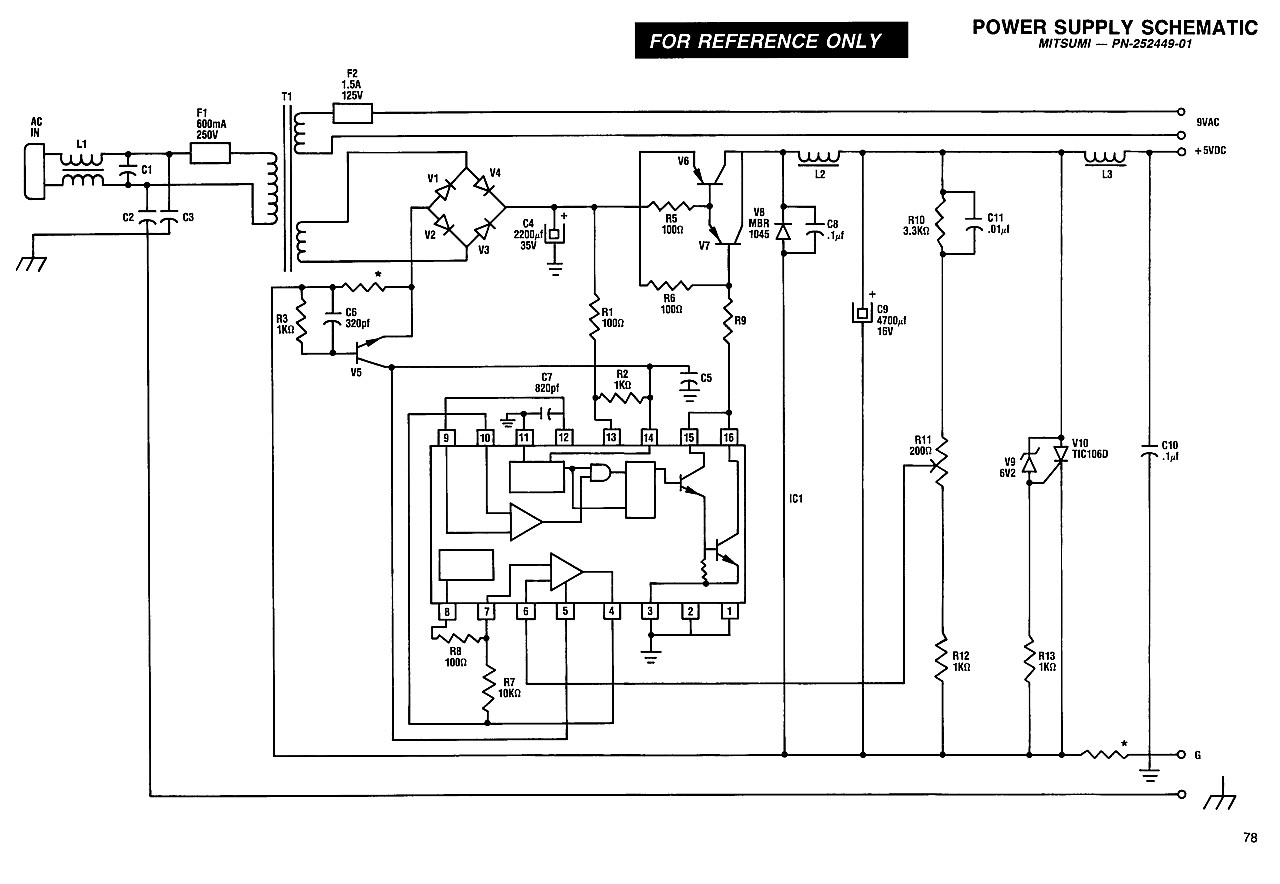 FOR REFERENCE ONLY
POWER SUPPLY SCHEMATIC
MITSUMI — PN-252449-01
AC
IN
L1
C1
C2
C3
F1
600mA
250V
T1
F2
1.5A
125V
9VAC
+5VDC
V1
V4
V2
V3
C4
2200µf
35V
+
R5
100Ω
V6
V7
R6
100Ω
V8
MBR
1045
C8
.1µf
L2
L3
R10
3.3KΩ
C11
.01µf
*
R3
1KΩ
C6
320pf
V5
R1
100Ω
R9
+
C9
4700µf
16V
C7
820pf
R2
1KΩ
C5
9
10
11
12
13
14
15
16
IC1
R11
200Ω
V9
6V2
V10
TIC106D
C10
.1µf
8
7
6
5
4
3
2
1
R8
100Ω
R7
10KΩ
R12
1KΩ
R13
1KΩ
*
G
78